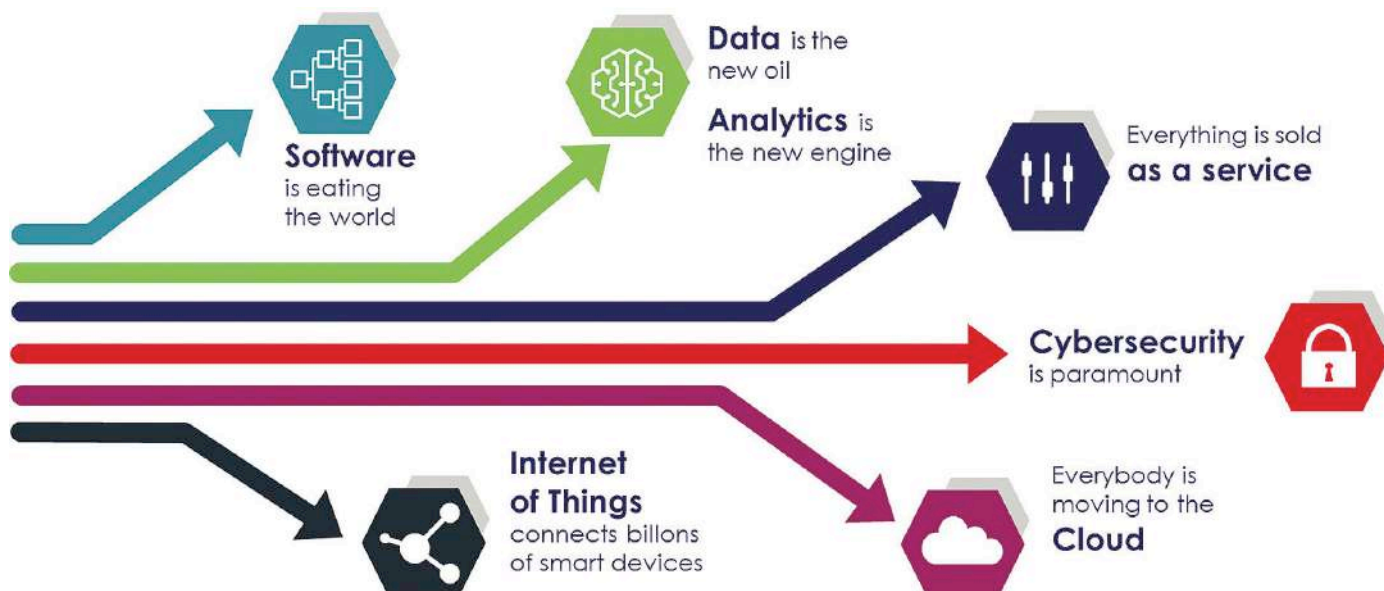 Software
is eating
the world
Data is the
new oil
Analytics is
the new engine
Everything is sold
as a service
Cybersecurity
is paramount
Internet
of Things
connects billons
of smart devices
Everybody is
moving to the
Cloud